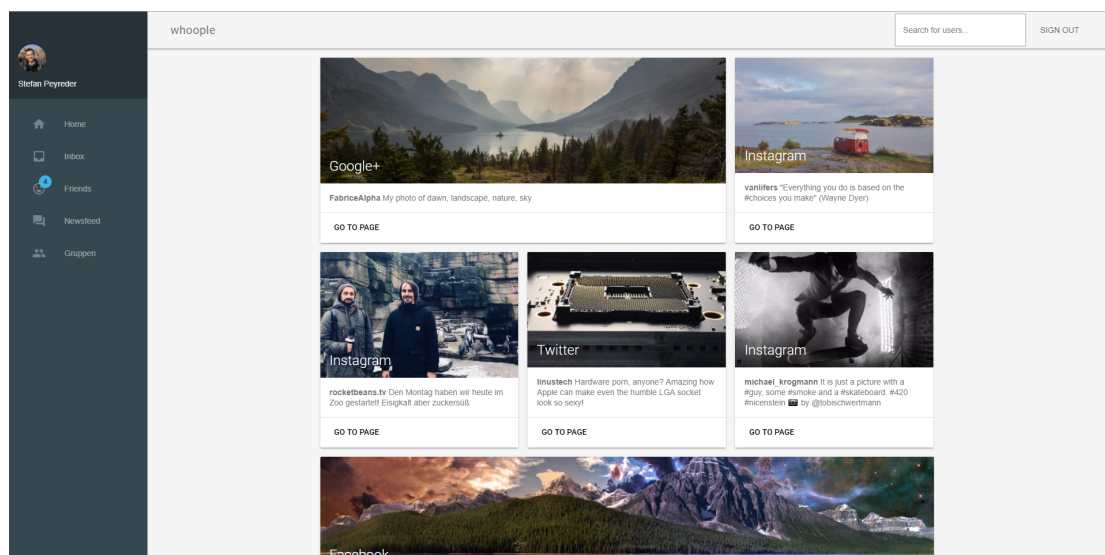 whoople
Search for users...
SIGN OUT
Stefan Peyreder
Home
Inbox
4
Friends
Newsfeed
Gruppen
Google+
FabriceAlpha My photo of dawn, landscape, nature, sky
GO TO PAGE
Instagram
vanlifers "Everything you do is based on the
#choices you make" (Wayne Dyer)
GO TO PAGE
Instagram
rocketbeans.tv Den Montag haben wir heute im
Zoo gestartet! Eisigkalt aber zuckersüß
GO TO PAGE
Twitter
linustech Hardware porn, anyone? Amazing how
Apple can make even the humble LGA socket
look so sexy!
GO TO PAGE
Instagram
michael_krogmann It is just a picture with a
#guy, some #smoke and a #skateboard. #420
#nicenstein 📷 by @tobischwertmann
GO TO PAGE
Facebook